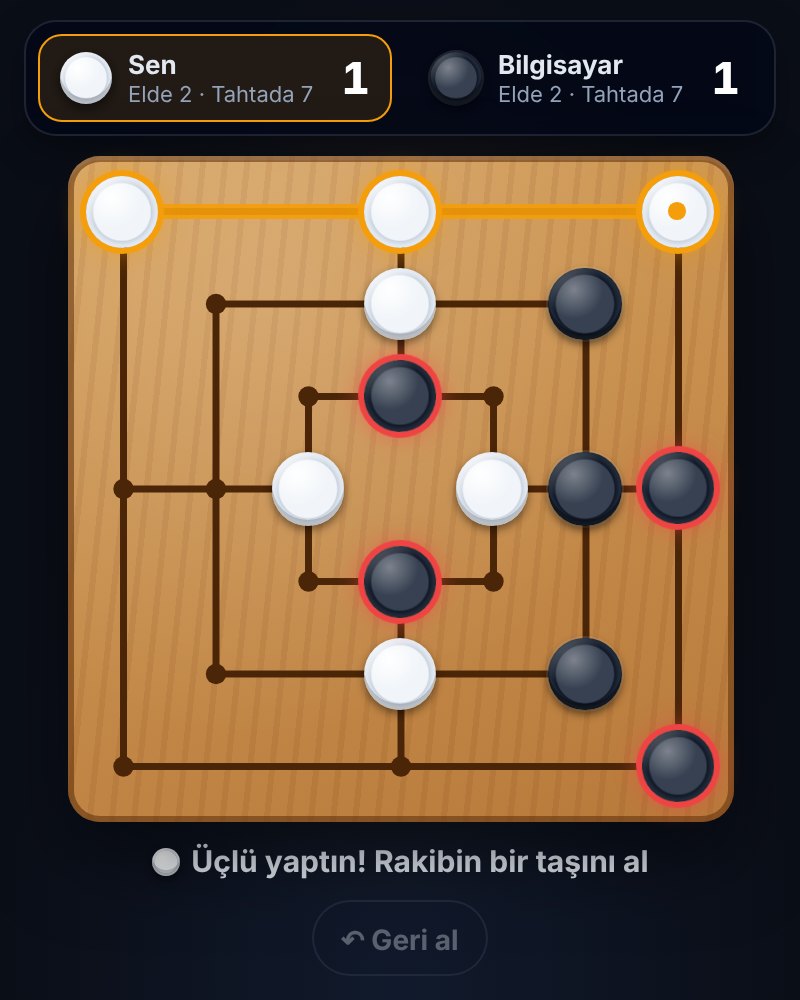 Sen
Elde 2 · Tahtada 7
1
Bilgisayar
Elde 2 · Tahtada 7
1
Üçlü yaptın! Rakibin bir taşını al
↶ Geri al